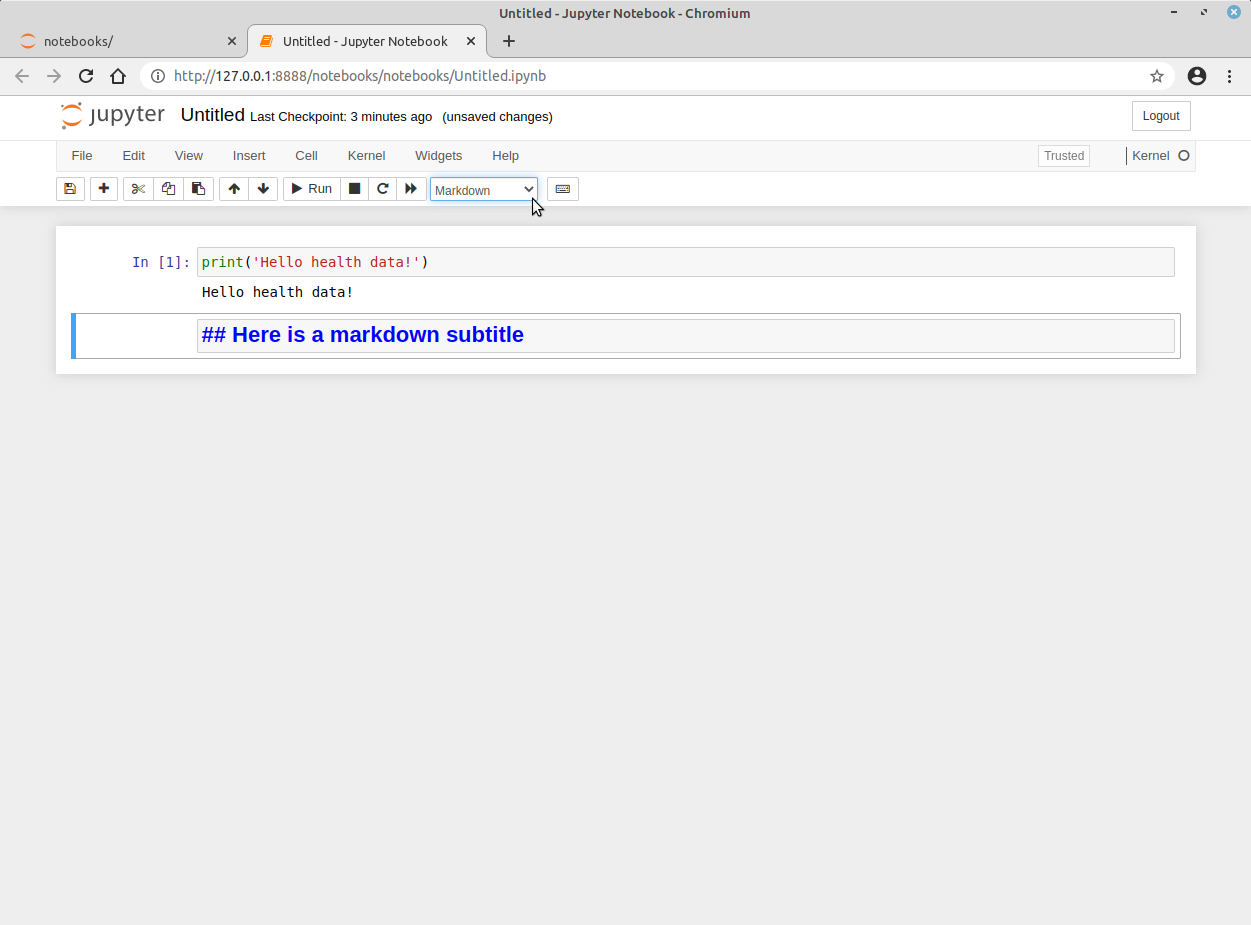 Untitled - Jupyter Notebook - Chromium
notebooks/
Untitled - Jupyter Notebook
http://127.0.0.1:8888/notebooks/notebooks/Untitled.ipynb
jupyter Untitled Last Checkpoint: 3 minutes ago (unsaved changes) Logout
File Edit View Insert Cell Kernel Widgets Help Trusted Kernel
Run Markdown
In [1]: print('Hello health data!')
Hello health data!
## Here is a markdown subtitle